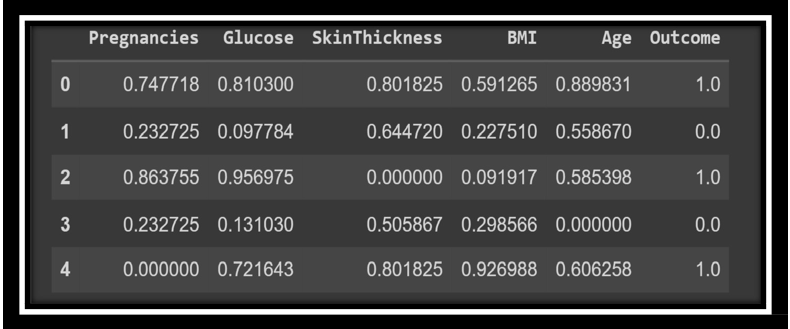 Pregnancies Glucose SkinThickness BMI Age Outcome
0 0.747718 0.810300 0.801825 0.591265 0.889831 1.0
1 0.232725 0.097784 0.644720 0.227510 0.558670 0.0
2 0.863755 0.956975 0.000000 0.091917 0.585398 1.0
3 0.232725 0.131030 0.505867 0.298566 0.000000 0.0
4 0.000000 0.721643 0.801825 0.926988 0.606258 1.0